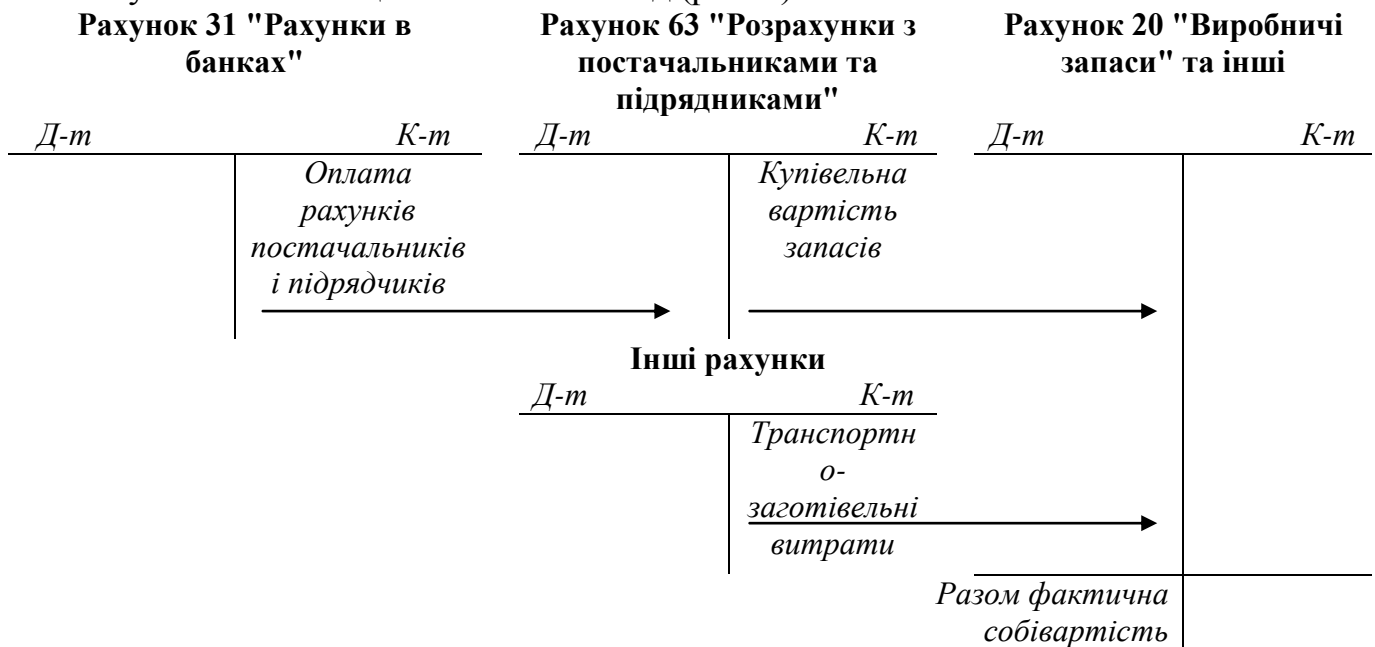 Рахунок 31 "Рахунки в
банках"
Рахунок 63 "Розрахунки з
постачальниками та
підрядниками"
Рахунок 20 "Виробничі
запаси" та інші
Д-т К-т
Д-т К-т
Д-т К-т
Оплата
рахунків
постачальників
і підрядчиків
Купівельна
вартість
запасів
Інші рахунки
Д-т К-т
Транспортн
о-
заготівельні
витрати
Разом фактична
собівартість